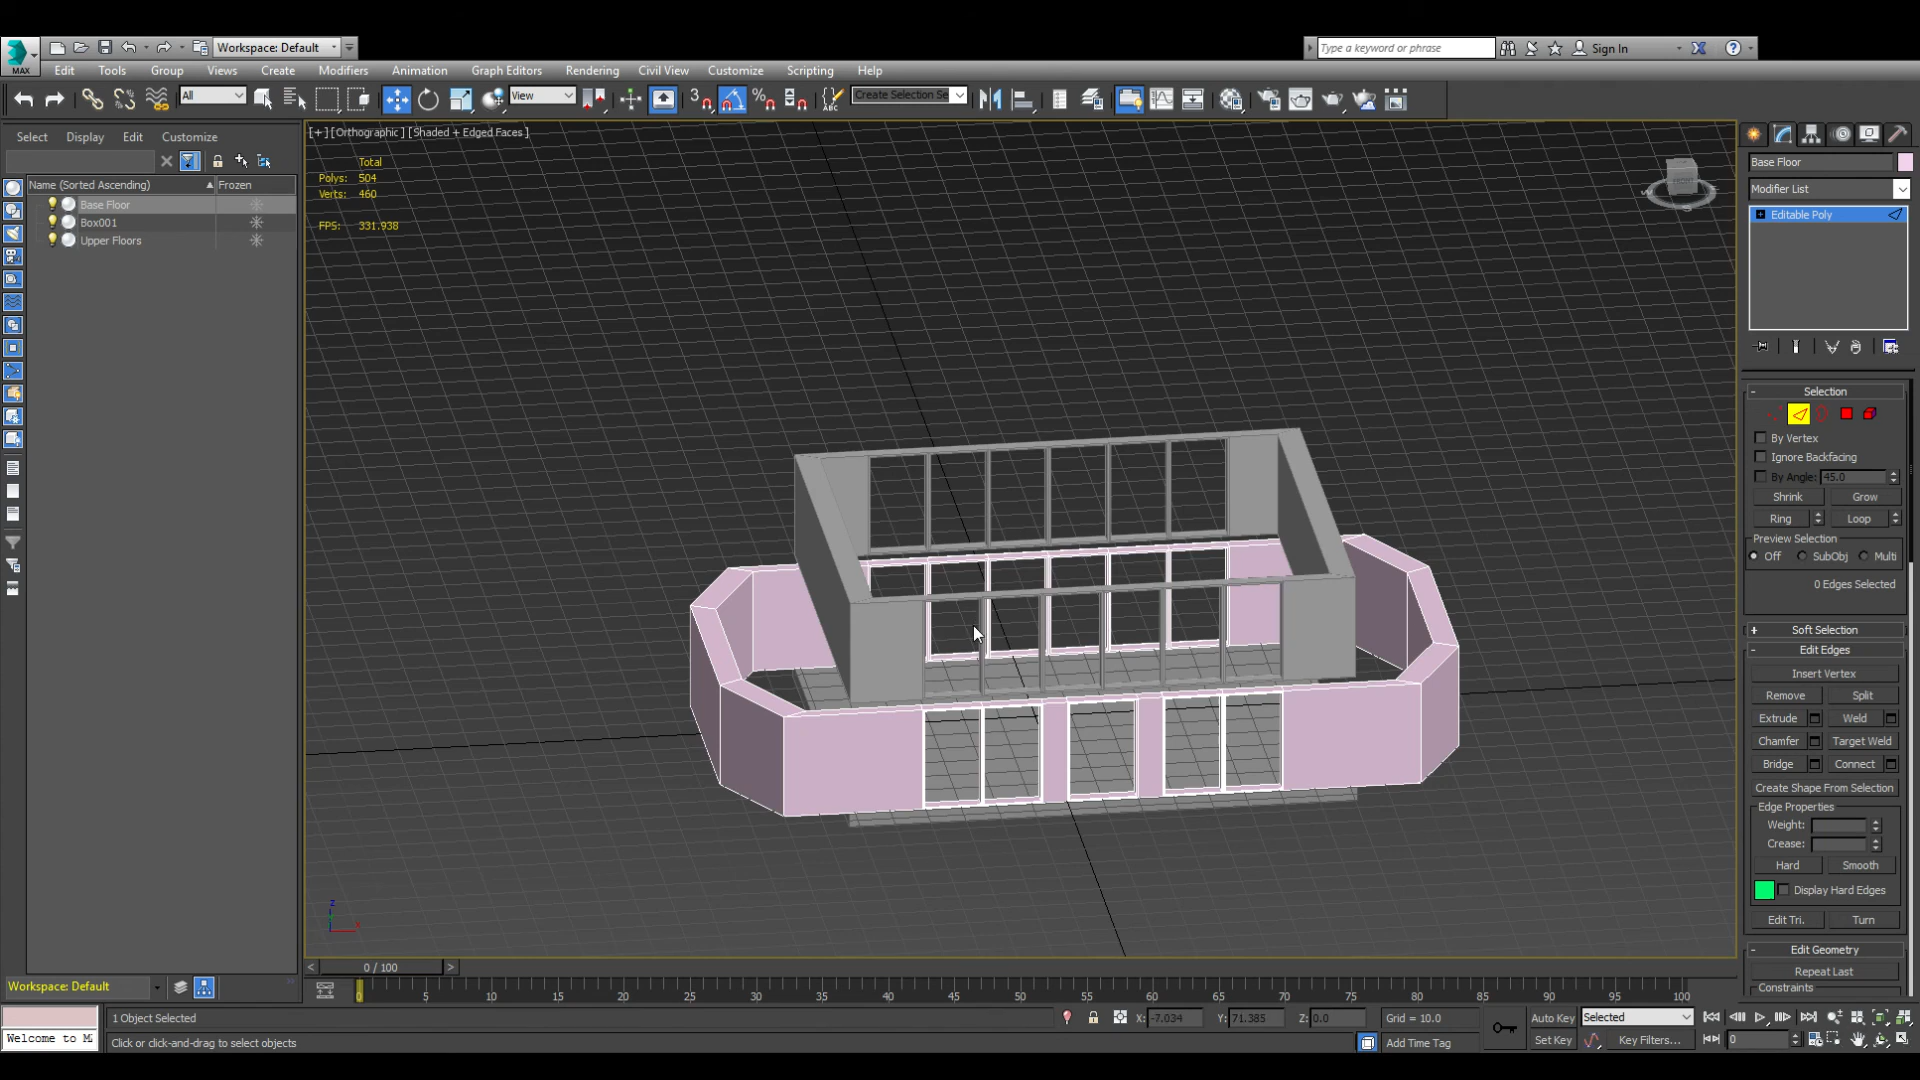 Workspace: Default
Type a keyword or phrase
Sign In
MAX
Edit Tools Group Views Create Modifiers Animation Graph Editors Rendering Civil View Customize Scripting Help
All
View
3
ABC
Create Selection Se
Select Display Edit Customize
Name (Sorted Ascending) Frozen
Base Floor
Box001
Upper Floors
[+] [Orthographic ] [Shaded + Edged Faces ]
Total
Polys: 504
Verts: 460
FPS: 331.938
FRONT
z
x
Base Floor
Modifier List
Editable Poly
Selection
By Vertex
Ignore Backfacing
By Angle: 45.0
Shrink Grow
Ring Loop
Preview Selection
Off SubObj Multi
0 Edges Selected
Soft Selection
Edit Edges
Insert Vertex
Remove Split
Extrude Weld
Chamfer Target Weld
Bridge Connect
Create Shape From Selection
Edge Properties
Weight:
Crease:
Hard Smooth
Display Hard Edges
Edit Tri. Turn
Edit Geometry
Repeat Last
Constraints
< 0 / 100 >
Workspace: Default
0 5 10 15 20 25 30 35 40 45 50 55 60 65 70 75 80 85 90 95 100
1 Object Selected
X: -7.034 Y: 71.385 Z: 0.0 Grid = 10.0
Auto Key Selected
Welcome to M
Click or click-and-drag to select objects
Add Time Tag
Set Key Key Filters...
0